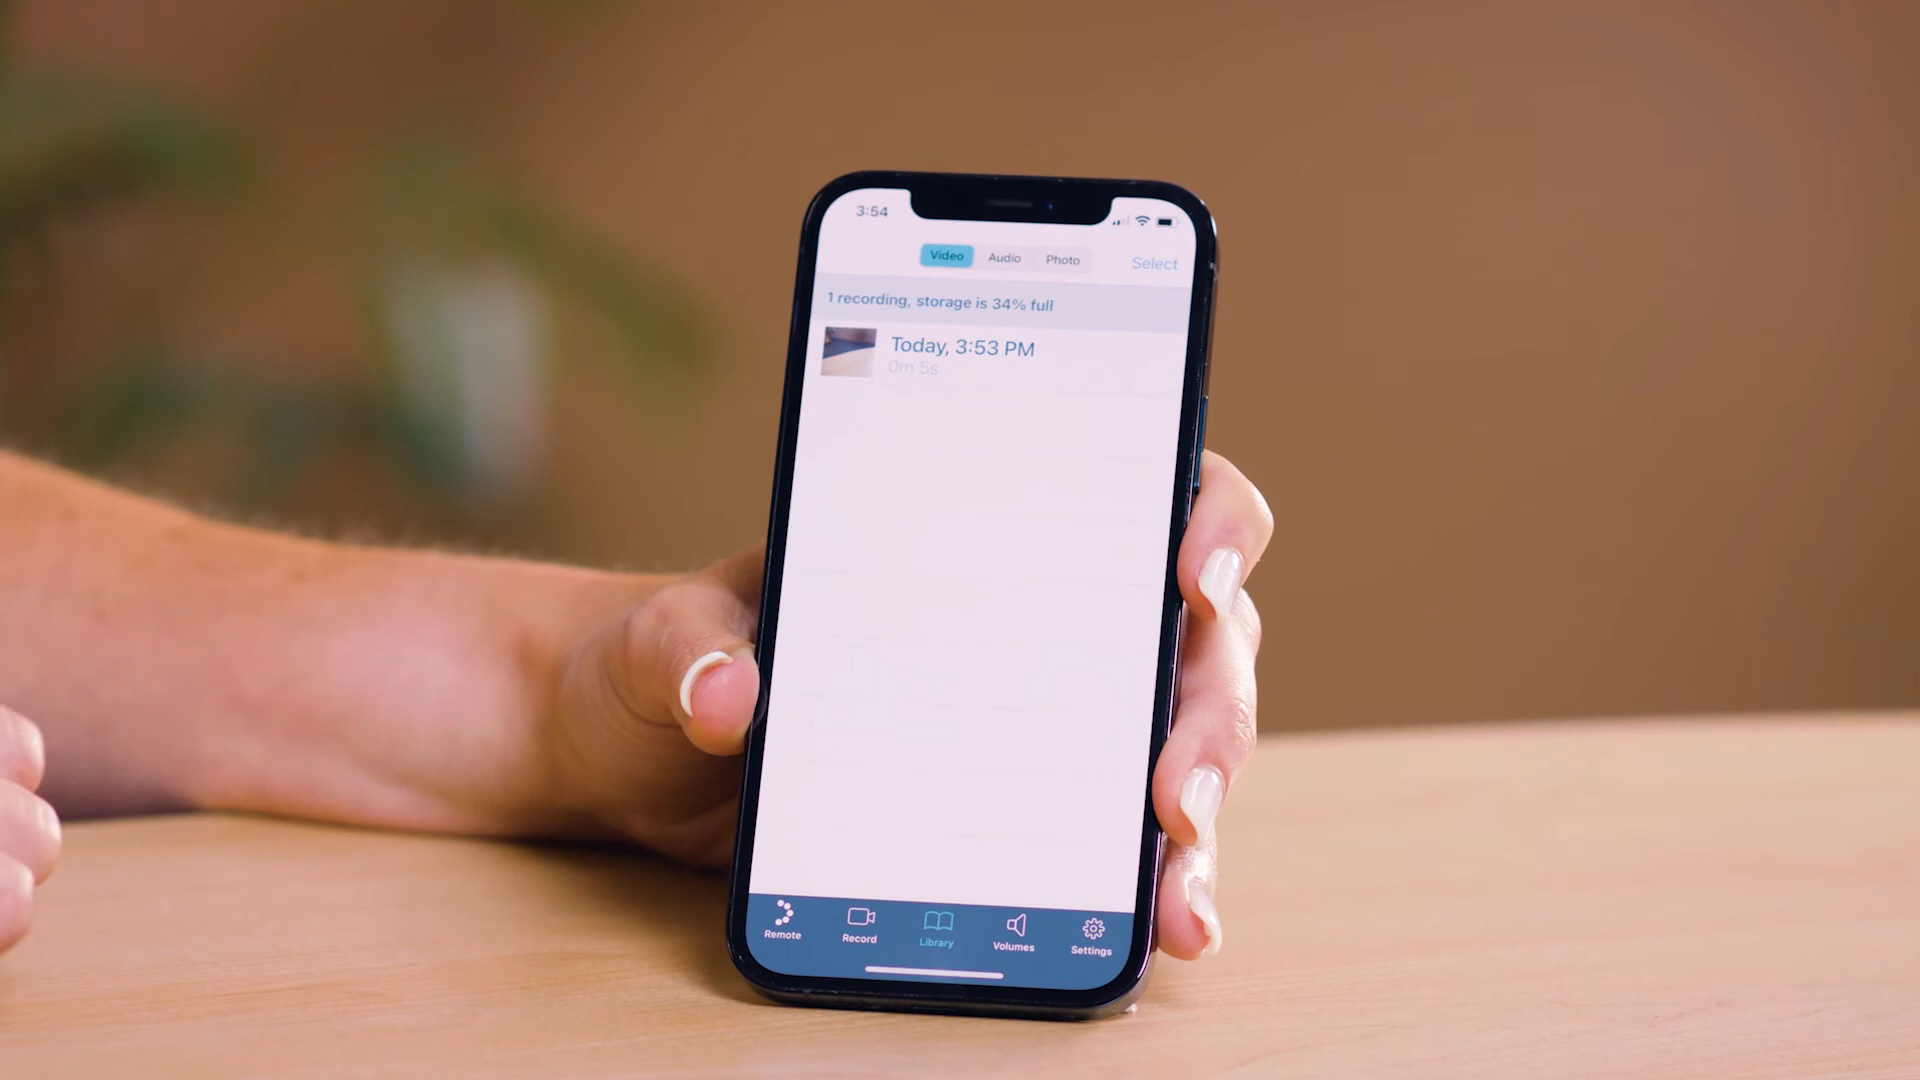 3:54
Video Audio Photo Select
1 recording, storage is 34% full
Today, 3:53 PM
0m 5s
Remote Record Library Volumes Settings